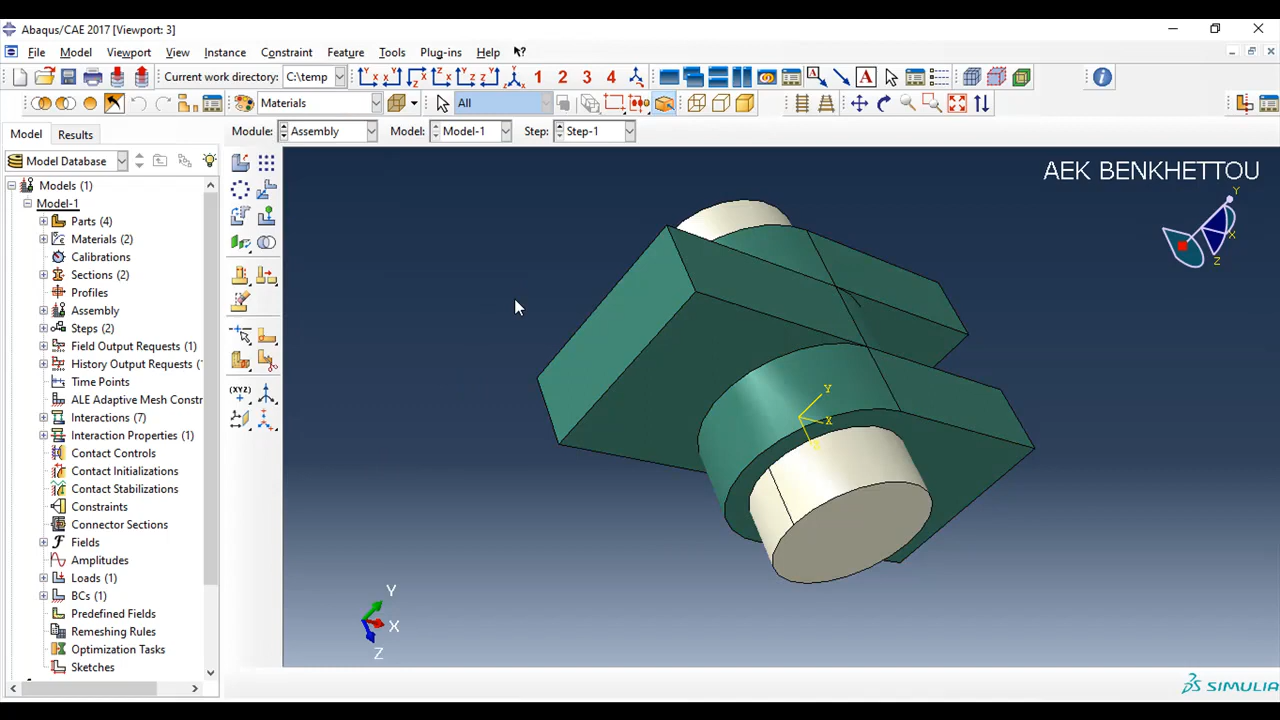 Abaqus/CAE 2017 [Viewport: 3]
File Model Viewport View Instance Constraint Feature Tools Plug-ins Help
Current work directory: C:\temp
1 2 3 4
A
Materials
All
Model Results
Module: Assembly Model: Model-1 Step: Step-1
Model Database
Models (1)
Model-1
Parts (4)
Materials (2)
Calibrations
Sections (2)
Profiles
Assembly
Steps (2)
Field Output Requests (1)
History Output Requests (
Time Points
ALE Adaptive Mesh Constr
Interactions (7)
Interaction Properties (1)
Contact Controls
Contact Initializations
Contact Stabilizations
Constraints
Connector Sections
Fields
Amplitudes
Loads (1)
BCs (1)
Predefined Fields
Remeshing Rules
Optimization Tasks
Sketches
(XYZ)
AEK BENKHETTOU
Y
X
Z
Y
X
Y
X
Z
SIMULIA